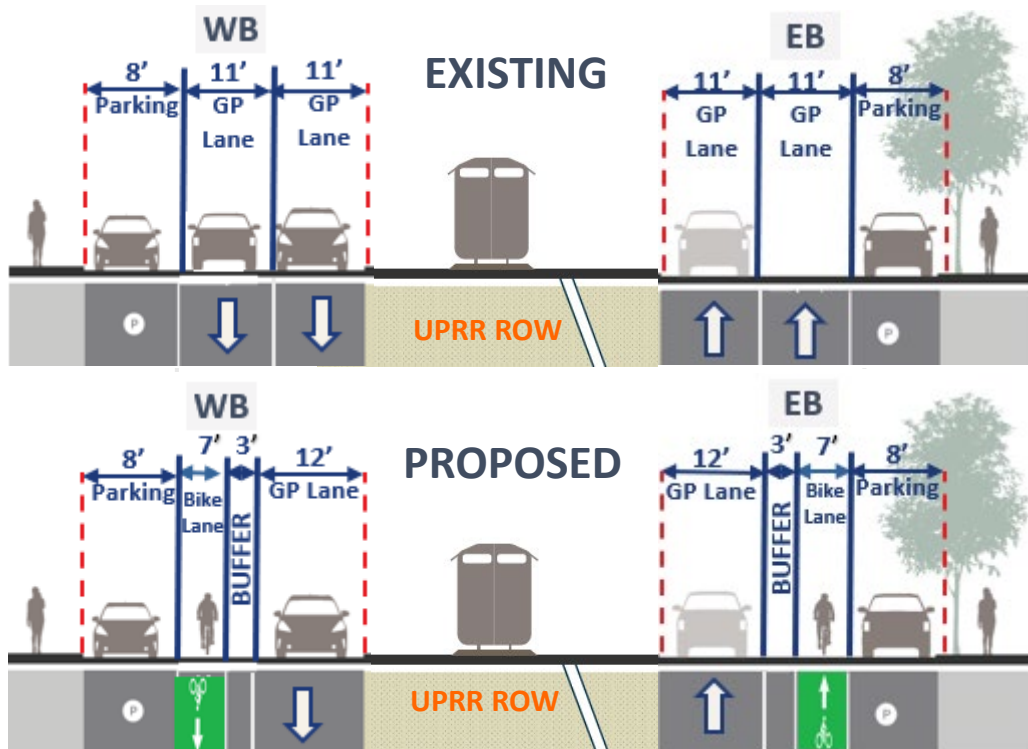 WB
EXISTING
EB
8’ 11’ 11’
11’ 11’ 8’
Parking GP GP
Lane Lane
GP GP Parking
Lane Lane
P
UPRR ROW
P
WB
PROPOSED
EB
8’ 7’ 3’ 12’
12’ 3’ 7’ 8’
Parking Bike GP Lane
Lane
BUFFER
GP Lane Bike Parking
Lane
BUFFER
P
UPRR ROW
P